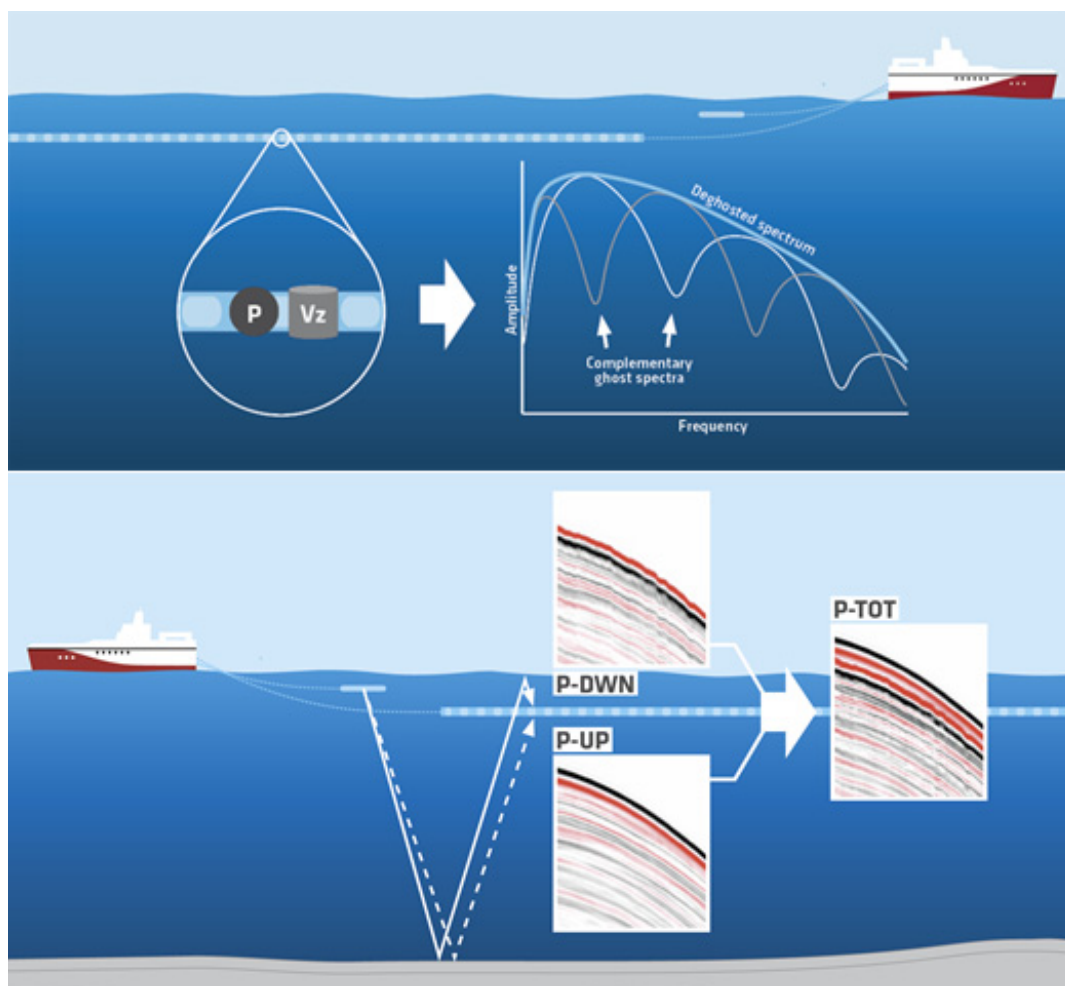 P
Vz
Amplitude
Deghosted spectrum
Complementary
ghost spectra
Frequency
P-DWN
P-UP
P-TOT